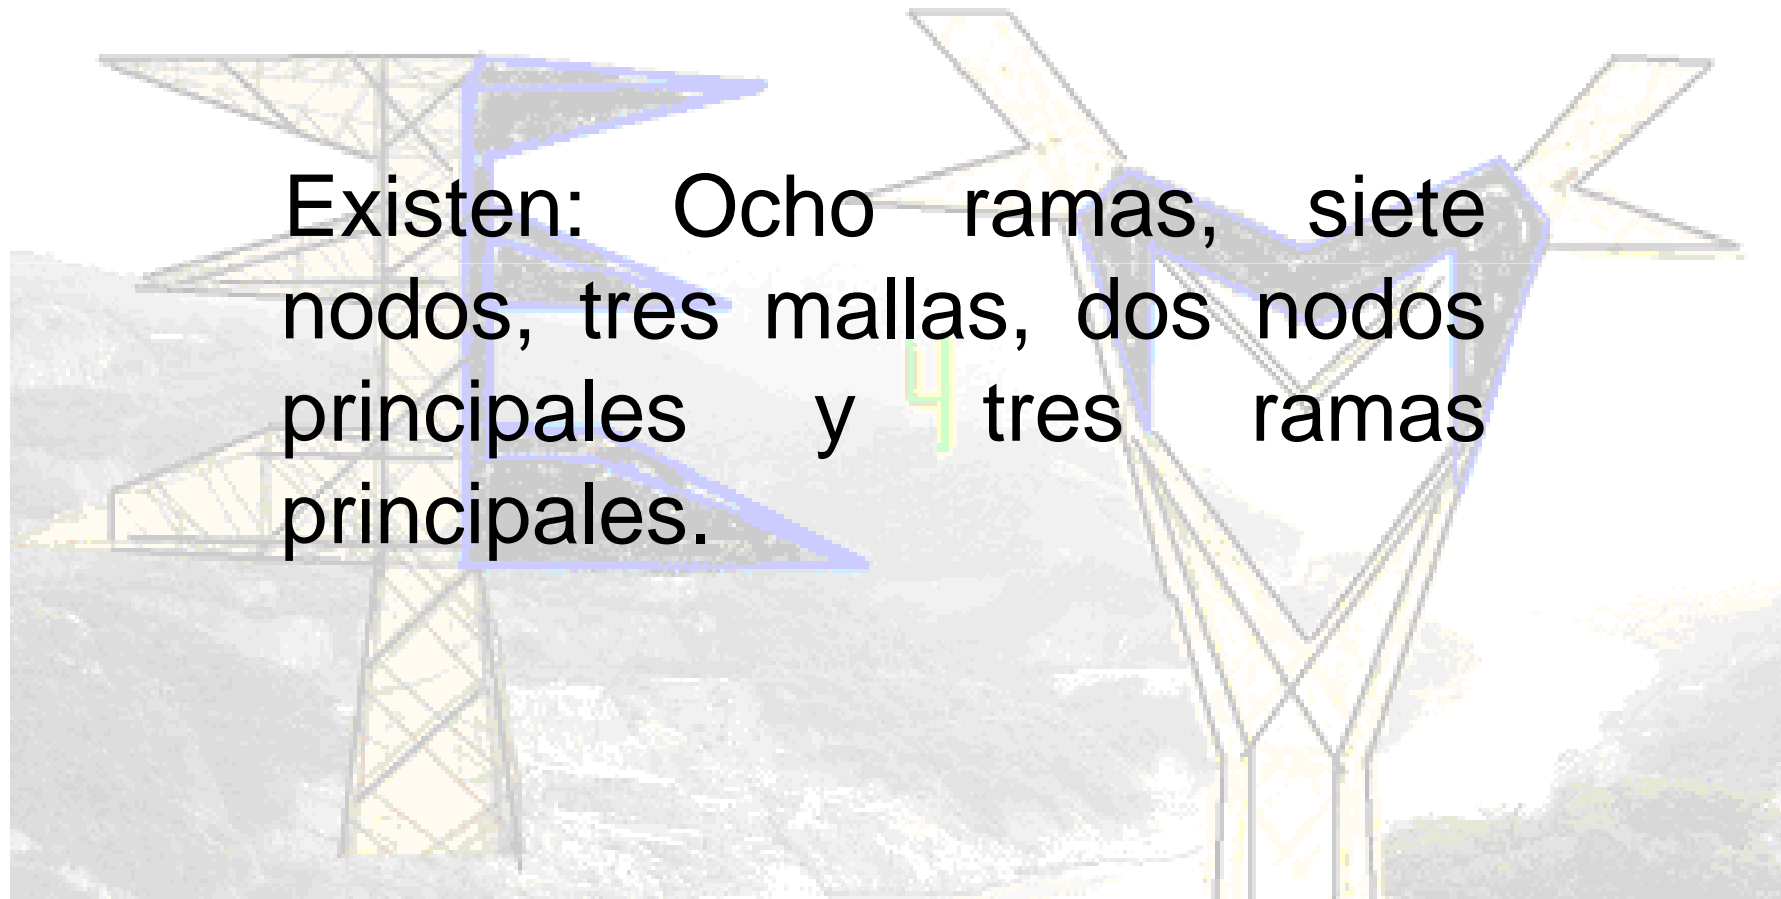 Existen: Ocho ramas, siete
nodos, tres mallas, dos nodos
principales y tres ramas
principales.